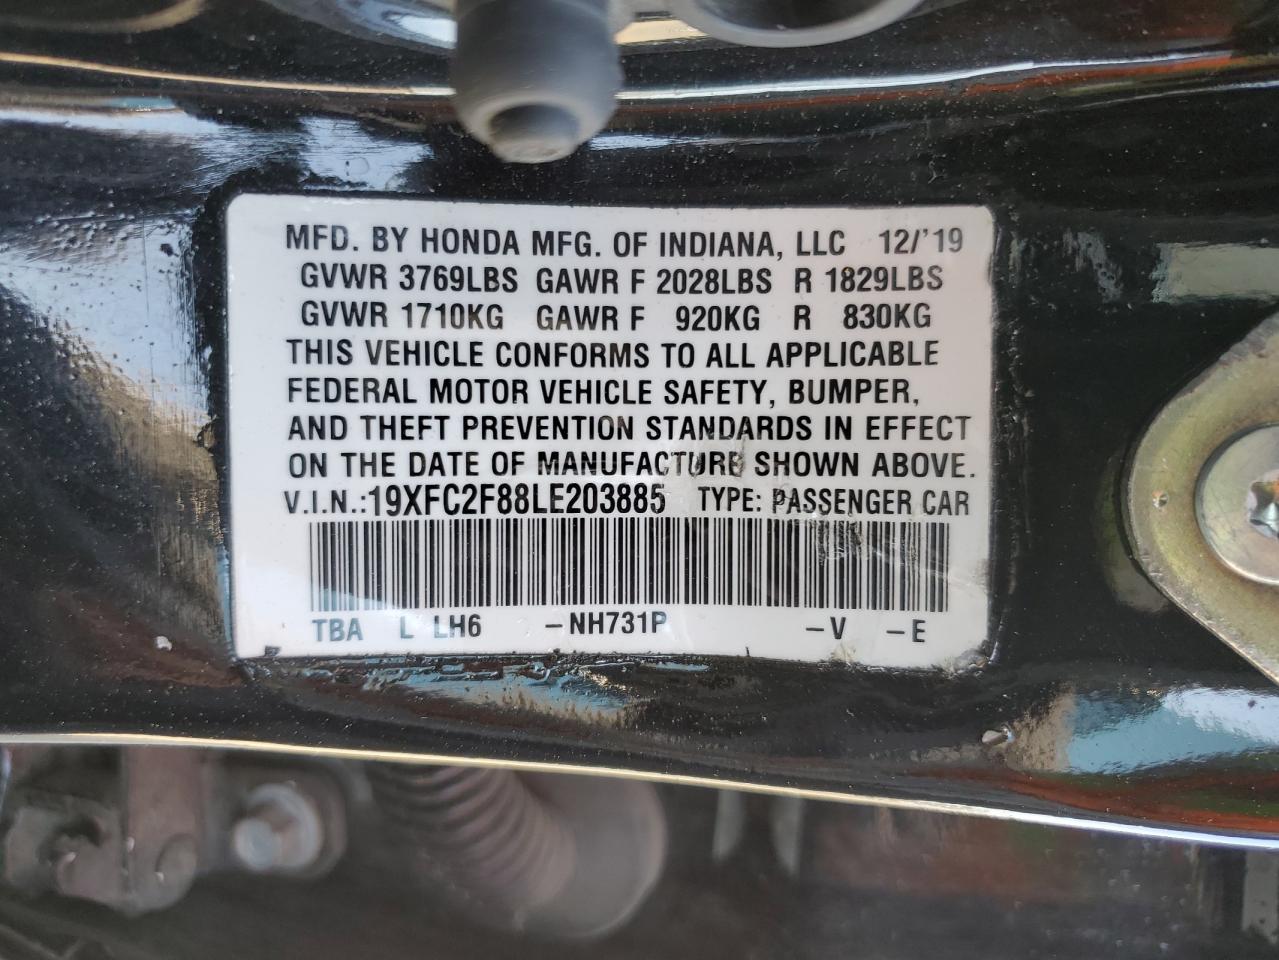 MFD. BY HONDA MFG. OF INDIANA, LLC 12/'19
GVWR 3769LBS GAWR F 2028LBS R 1829LBS
GVWR 1710KG GAWR F 920KG R 830KG
THIS VEHICLE CONFORMS TO ALL APPLICABLE
FEDERAL MOTOR VEHICLE SAFETY, BUMPER,
AND THEFT PREVENTION STANDARDS IN EFFECT
ON THE DATE OF MANUFACTURE SHOWN ABOVE.
V.I.N.:19XFC2F88LE203885 TYPE: PASSENGER CAR
TBA L LH6 -NH731P -V -E